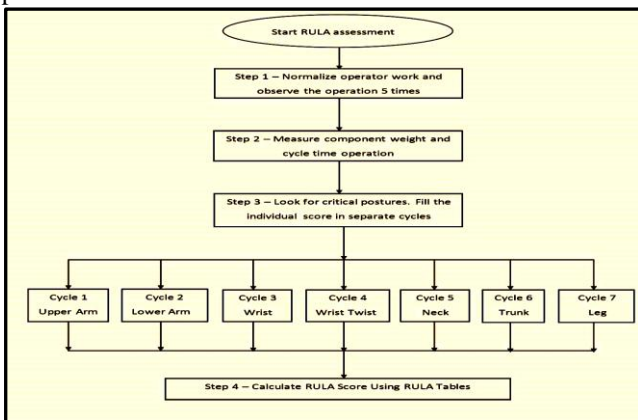 Start RULA assessment
Step 1 – Normalize operator work and
observe the operation 5 times
Step 2 – Measure component weight and
cycle time operation
Step 3 – Look for critical postures. Fill the
individual score in separate cycles
Cycle 1
Upper Arm
Cycle 2
Lower Arm
Cycle 3
Wrist
Cycle 4
Wrist Twist
Cycle 5
Neck
Cycle 6
Trunk
Cycle 7
Leg
Step 4 – Calculate RULA Score Using RULA Tables